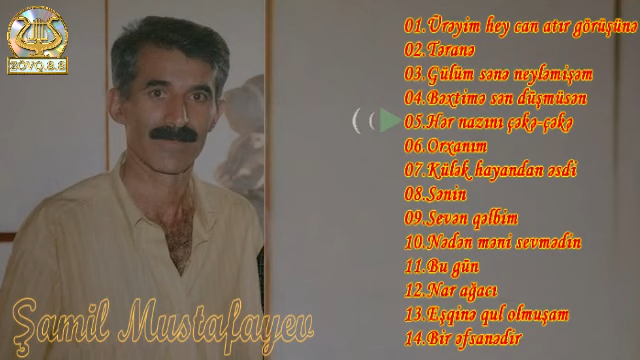 ZÖVQ.8.8
01.Ürəyim hey can atır görüşünə
02.Təranə
03.Gülüm sənə neyləmişəm
04.Bəxtimə sən düşmüsən
05.Hər nazını çəkə-çəkə
06.Orxanım
07.Külək hayandan əsdi
08.Sənin
09.Sevən qəlbim
10.Nədən məni sevmədin
11.Bu gün
12.Nar ağacı
13.Eşqinə qul olmuşam
14.Bir əfsanədir
Şamil Mustafayev